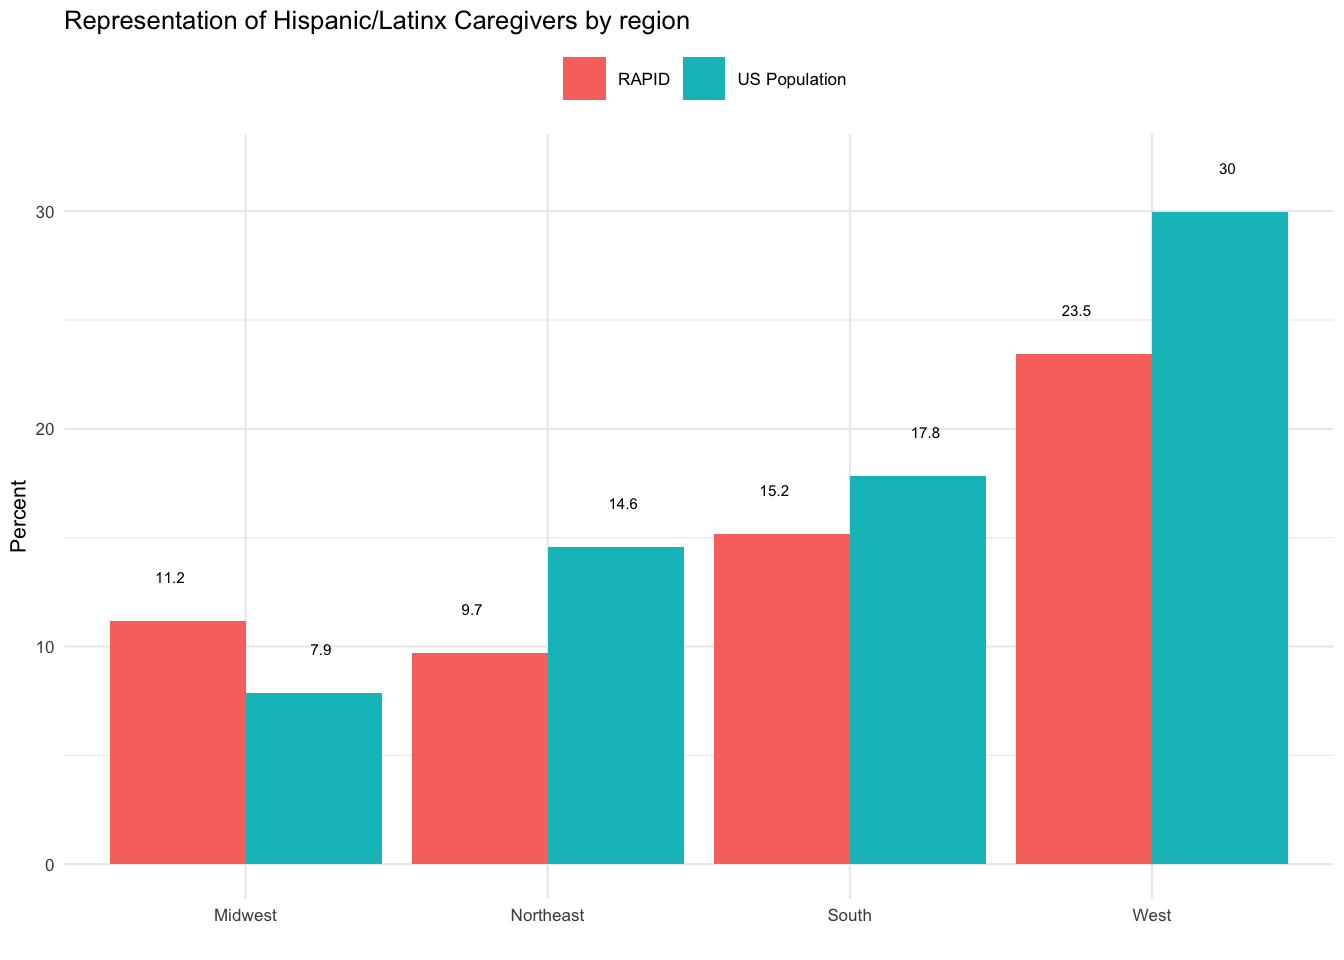 Representation of Hispanic/Latinx Caregivers by region
RAPID
US Population
30
30
23.5
20
17.8
15.2
14.6
Percent
11.2
9.7
10
7.9
0
Midwest
Northeast
South
West